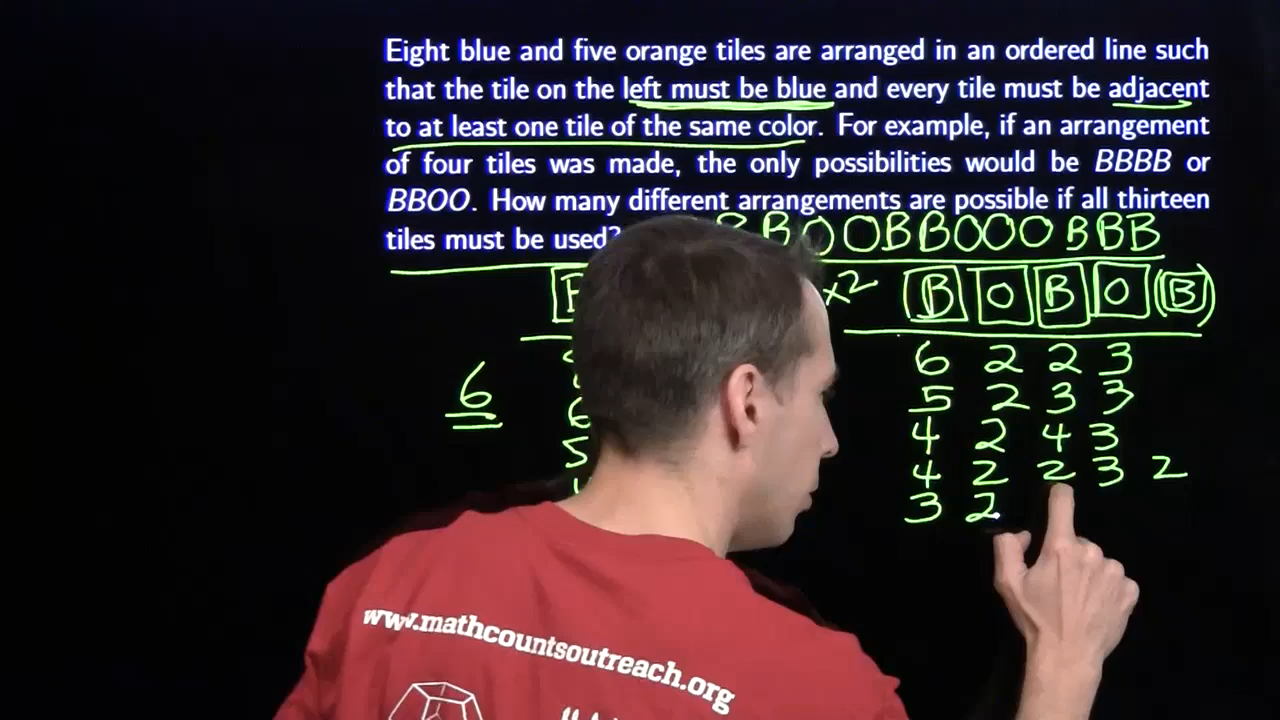 Eight blue and five orange tiles are arranged in an ordered line such
that the tile on the left must be blue and every tile must be adjacent
to at least one tile of the same color. For example, if an arrangement
of four tiles was made, the only possibilities would be BBBB or
BBOO. How many different arrangements are possible if all thirteen
tiles must be used?
B B O O B B O O O B B B
x2 B O B O (B)
6 2 2 3
6 5 2 3 3
4 2 4 3
5 4 2 2 3 2
3 2
www.mathcountsoutreach.org